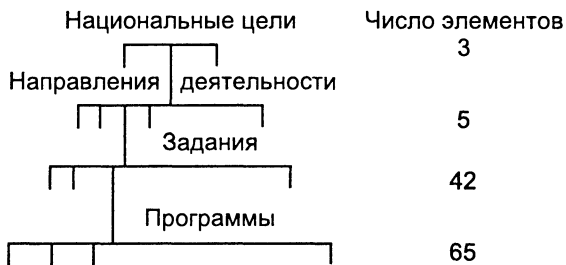 Национальные цели Число элементов
3
Направления деятельности
5
Задания
42
Программы
65